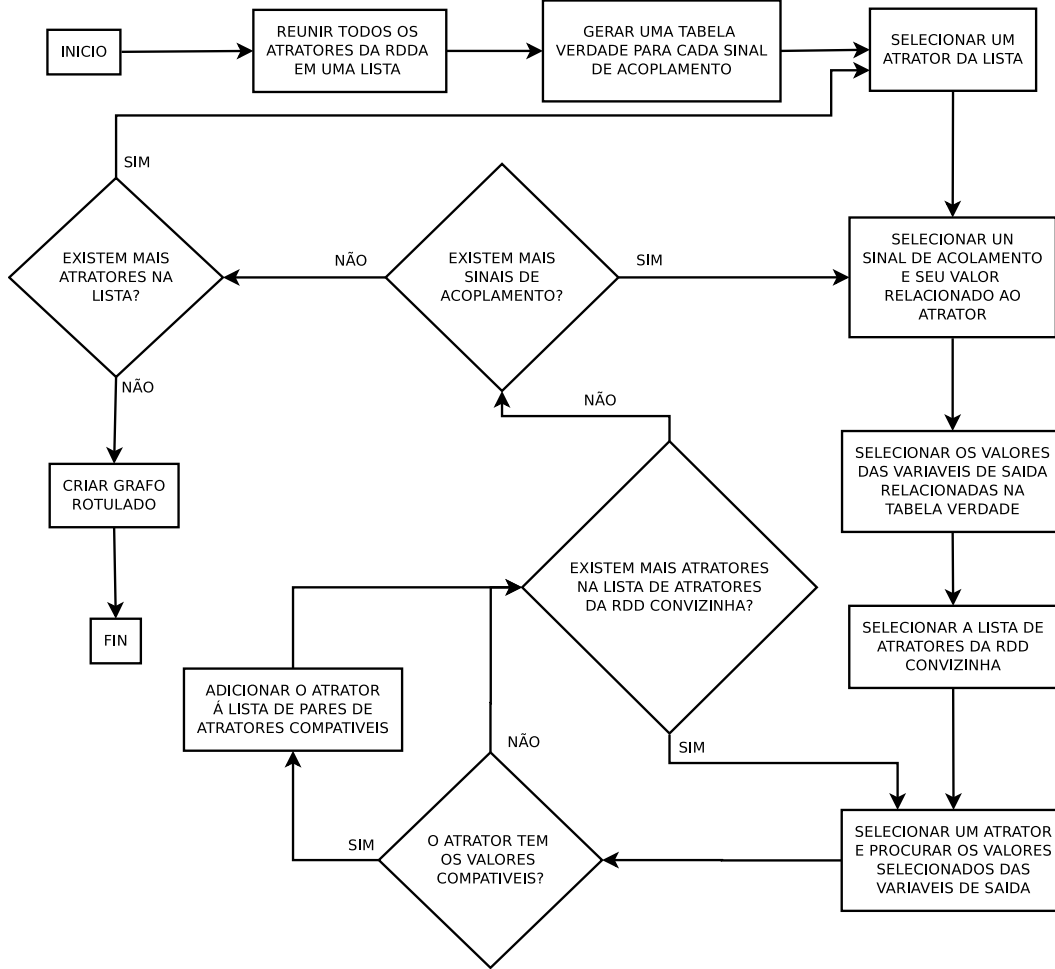 INICIO
REUNIR TODOS OS
ATRATORES DA RDDA
EM UMA LISTA
GERAR UMA TABELA
VERDADE PARA CADA SINAL
DE ACOPLAMENTO
SELECIONAR UM
ATRATOR DA LISTA
SIM
EXISTEM MAIS
ATRATORES NA
LISTA?
NÃO
EXISTEM MAIS
SINAIS DE
ACOPLAMENTO?
SIM
SELECIONAR UN
SINAL DE ACOLAMENTO
E SEU VALOR
RELACIONADO AO
ATRATOR
NÃO
NÃO
CRIAR GRAFO
ROTULADO
SELECIONAR OS VALORES
DAS VARIAVEIS DE SAIDA
RELACIONADAS NA
TABELA VERDADE
EXISTEM MAIS ATRATORES
NA LISTA DE ATRATORES
DA RDD CONVIZINHA?
FIN
SELECIONAR A LISTA DE
ATRATORES DA RDD
CONVIZINHA
ADICIONAR O ATRATOR
Á LISTA DE PARES DE
ATRATORES COMPATIVEIS
NÃO
SIM
SIM
O ATRATOR TEM
OS VALORES
COMPATIVEIS?
SELECIONAR UM ATRATOR
E PROCURAR OS VALORES
SELECIONADOS DAS
VARIAVEIS DE SAIDA